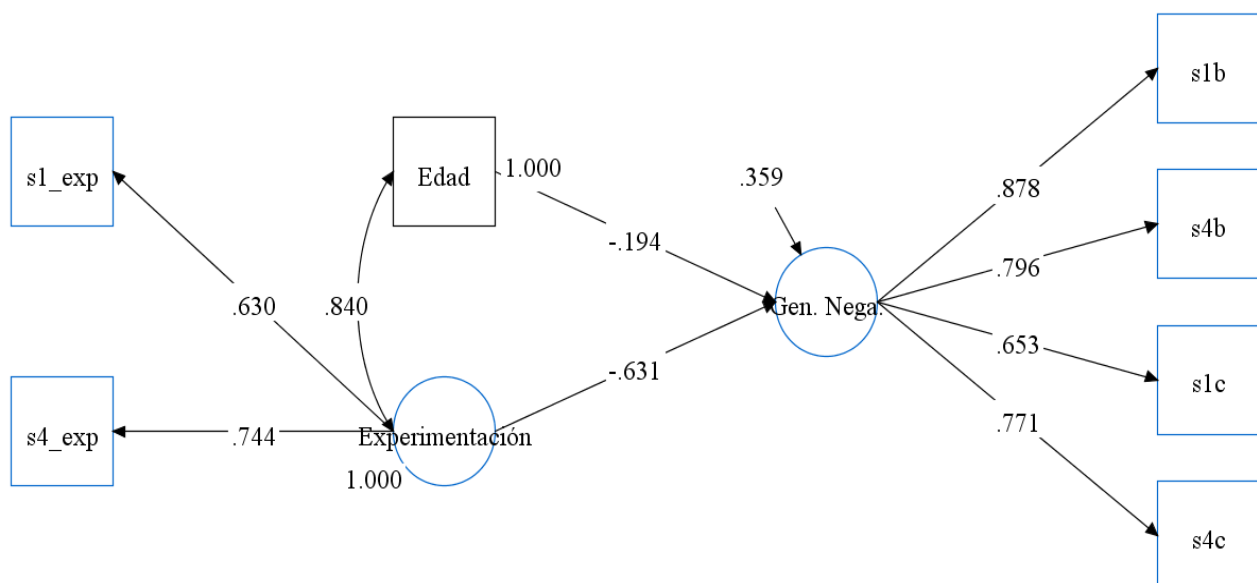 s1b
s1_exp
Edad
1.000
.359
.878
s4b
-.194
.796
.630
.840
Gen. Nega.
.653
s1c
-.631
.771
s4_exp
.744
Experimentación
1.000
s4c